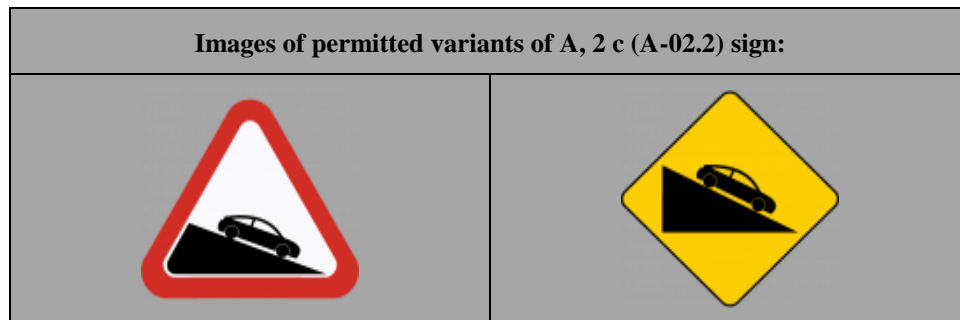 Images of permitted variants of A, 2 c (A-02.2) sign: